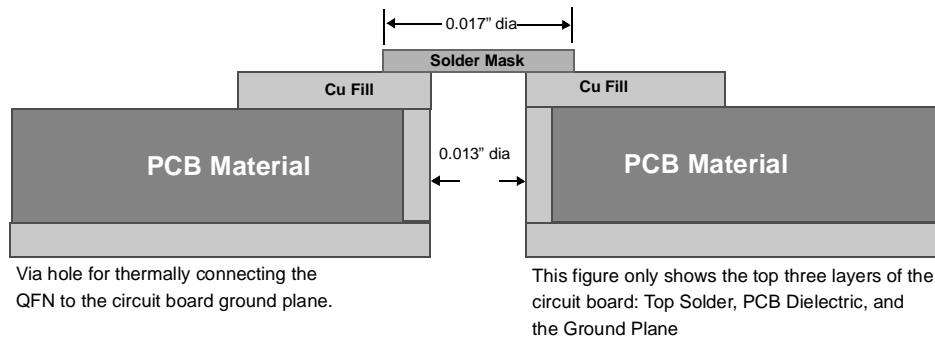 0.017” dia
Solder Mask
Cu Fill
Cu Fill
PCB Material
0.013” dia
PCB Material
Via hole for thermally connecting the
QFN to the circuit board ground plane.
This figure only shows the top three layers of the
circuit board: Top Solder, PCB Dielectric, and
the Ground Plane